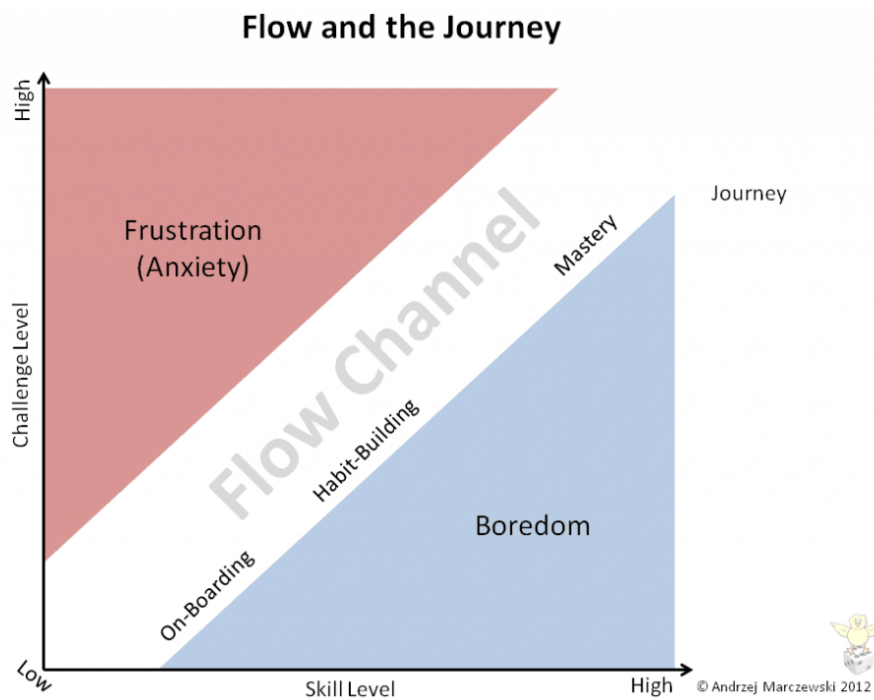 Flow and the Journey
High
Frustration
(Anxiety)
Journey
Mastery
Flow Channel
Challenge Level
Habit-Building
Boredom
On-Boarding
Low
Skill Level
High
© Andrzej Marczewski 2012